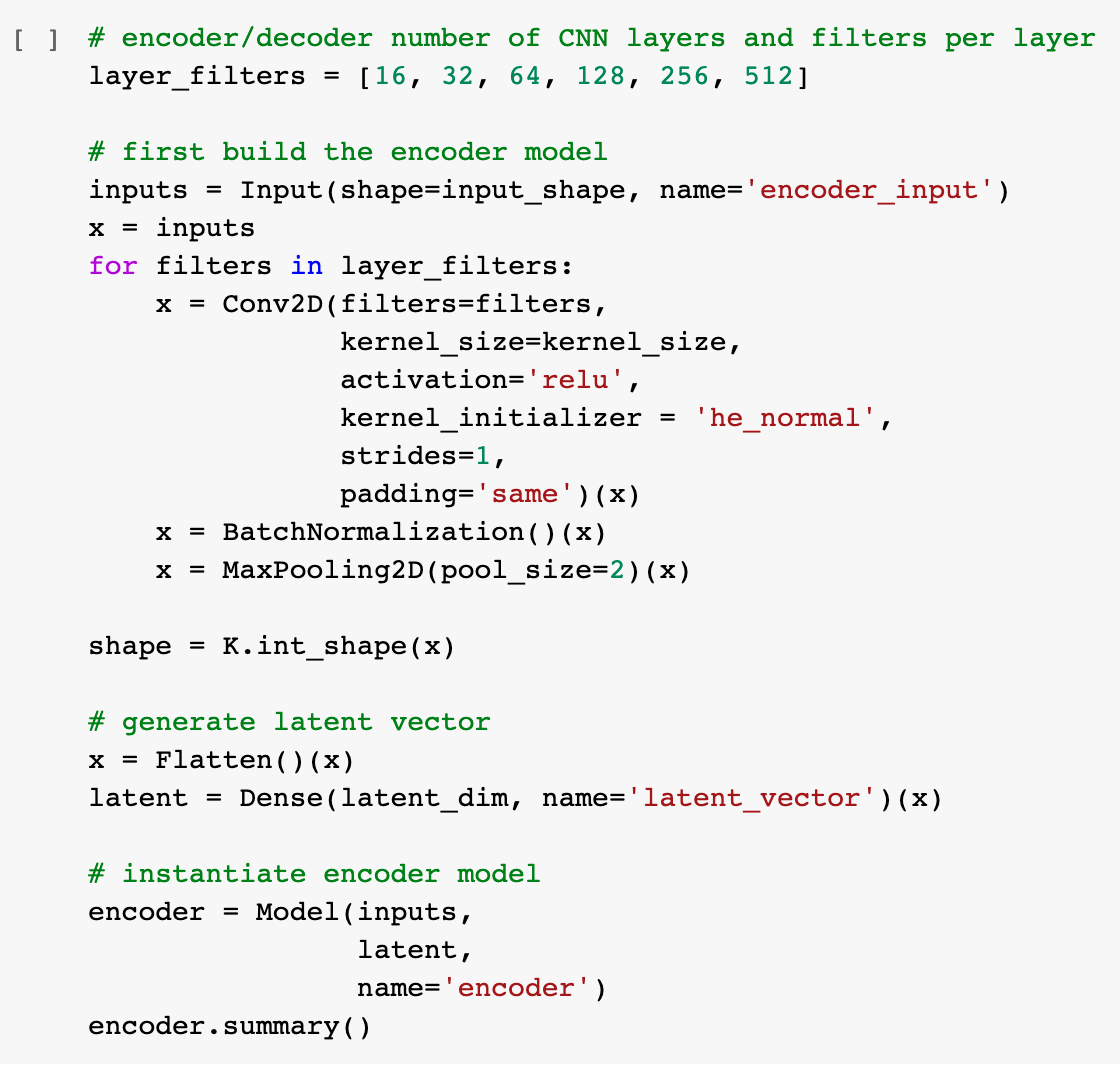 [ ] # encoder/decoder number of CNN layers and filters per layer
layer_filters = [16, 32, 64, 128, 256, 512]

# first build the encoder model
inputs = Input(shape=input_shape, name='encoder_input')
x = inputs
for filters in layer_filters:
    x = Conv2D(filters=filters,
               kernel_size=kernel_size,
               activation='relu',
               kernel_initializer = 'he_normal',
               strides=1,
               padding='same')(x)
    x = BatchNormalization()(x)
    x = MaxPooling2D(pool_size=2)(x)

shape = K.int_shape(x)

# generate latent vector
x = Flatten()(x)
latent = Dense(latent_dim, name='latent_vector')(x)

# instantiate encoder model
encoder = Model(inputs,
                latent,
                name='encoder')
encoder.summary()